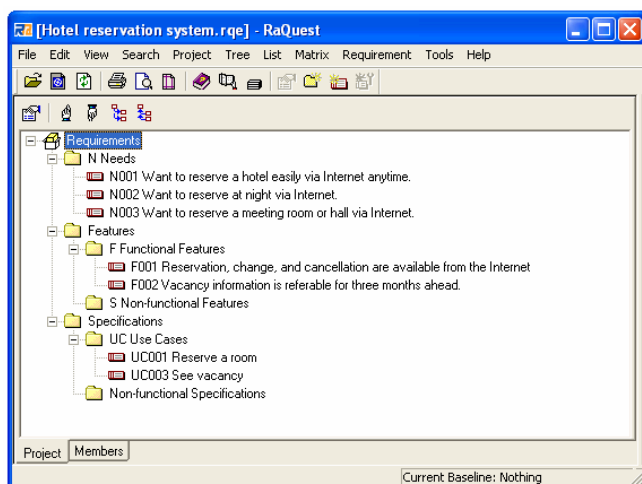 [Hotel reservation system.rqe] - RaQuest
File Edit View Search Project Tree List Matrix Requirement Tools Help
Requirements
N Needs
N001 Want to reserve a hotel easily via Internet anytime.
N002 Want to reserve at night via Internet.
N003 Want to reserve a meeting room or hall via Internet.
Features
F Functional Features
F001 Reservation, change, and cancellation are available from the Internet
F002 Vacancy information is referable for three months ahead.
S Non-functional Features
Specifications
UC Use Cases
UC001 Reserve a room
UC003 See vacancy
Non-functional Specifications
Project Members
Current Baseline: Nothing